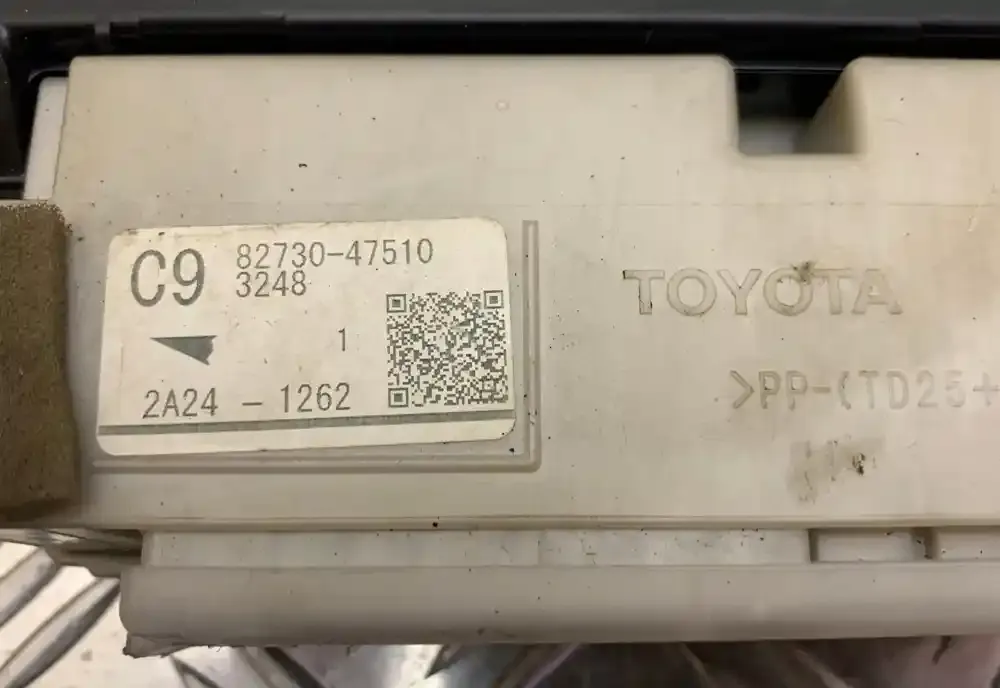 C9 82730-47510
3248
1
2A24 - 1262
TOYOTA
>PP-(TD25+